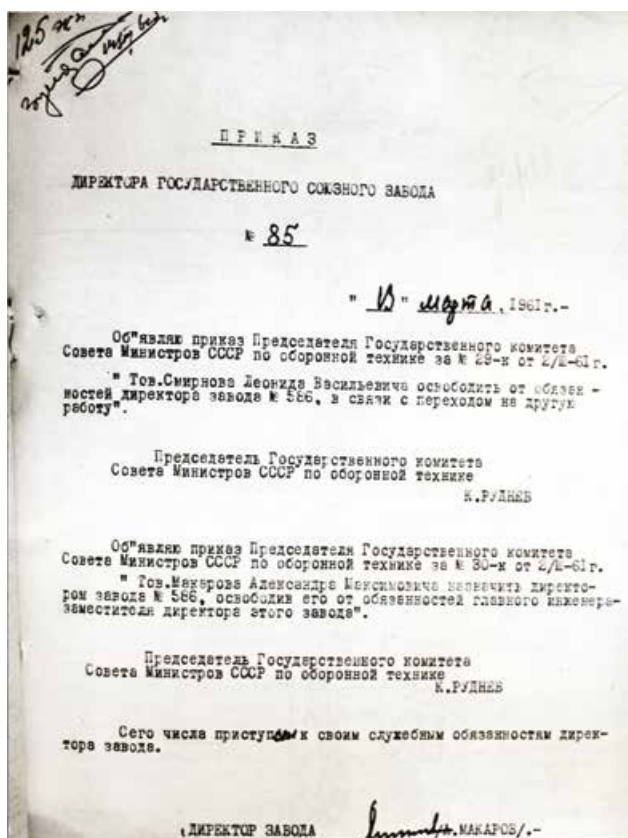 125
ПРИКАЗ
ДИРЕКТОРА ГОСУДАРСТВЕННОГО СОЮЗНОГО ЗАВОДА
№ 85
" 13 " марта, 1961г.-
Об"являю приказ Председателя Государственного комитета
Совета Министров СССР по оборонной технике за № 29-к от 2/Ш-61г.
" Тов.Смирнова Леонида Васильевича освободить от обязан -
ностей директора завода № 586, в связи с переходом на другую
работу".
Председатель Государственного комитета
Совета Министров СССР по оборонной технике
К.РУДНЕВ
Об"являю приказ Председателя Государственного комитета
Совета Министров СССР по оборонной технике за № 30-к от 2/Ш-61г.
" Тов.Макарова Александра Максимовича назначить директо-
ром завода № 586, освободив его от обязанностей главного инженера-
заместителя директора этого завода".
Председатель Государственного комитета
Совета Министров СССР по оборонной технике
К.РУДНЕВ
Сего числа приступил к своим служебным обязанностям дирек-
тора завода.
ДИРЕКТОР ЗАВОДА МАКАРОВ/.-